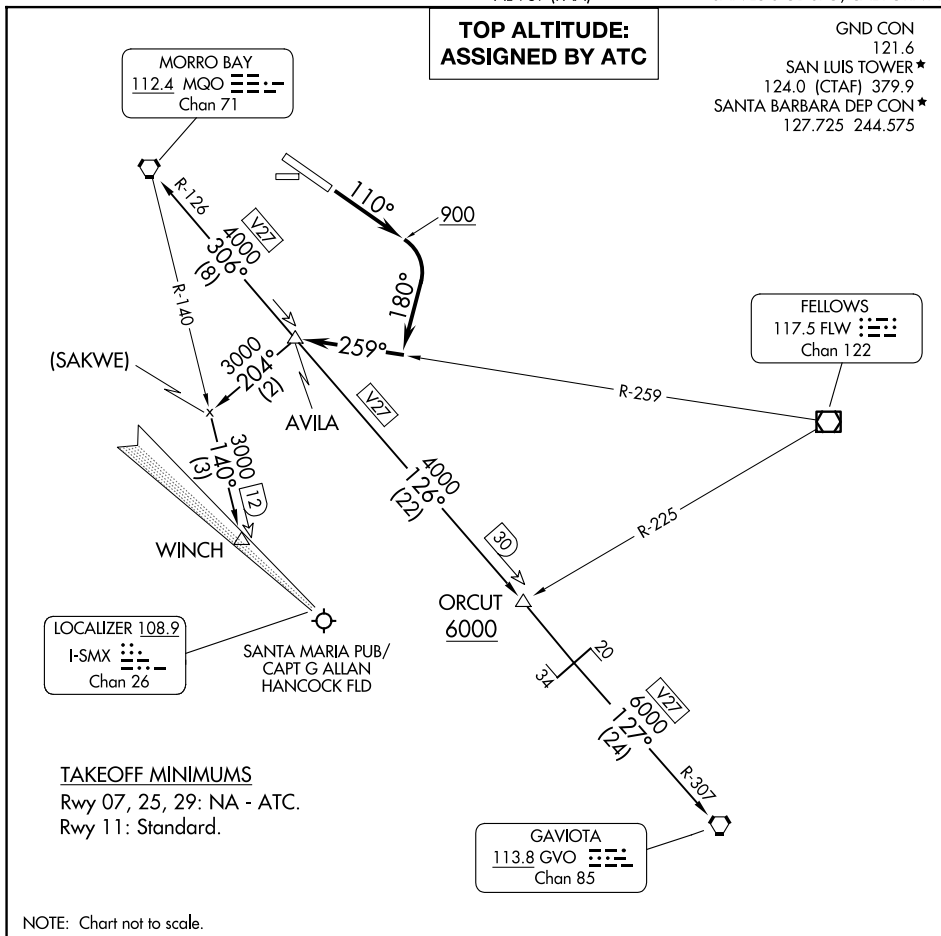 TOP ALTITUDE:
ASSIGNED BY ATC
GND CON
121.6
SAN LUIS TOWER★
124.0 (CTAF) 379.9
SANTA BARBARA DEP CON★
127.725 244.575
MORRO BAY
112.4 MQO
Chan 71
R-126
V27
4000
306°
(8)
110°
900
180°
R-140
259°
FELLOWS
117.5 FLW
Chan 122
R-259
(SAKWE)
3000
204°
(2)
AVILA
V27
3000
140°
(3)
12
4000
126°
(22)
R-225
WINCH
30
ORCUT
6000
LOCALIZER 108.9
I-SMX
Chan 26
SANTA MARIA PUB/
CAPT G ALLAN
HANCOCK FLD
20
34
V27
6000
127°
(24)
R-307
TAKEOFF MINIMUMS
Rwy 07, 25, 29: NA - ATC.
Rwy 11: Standard.
GAVIOTA
113.8 GVO
Chan 85
NOTE: Chart not to scale.